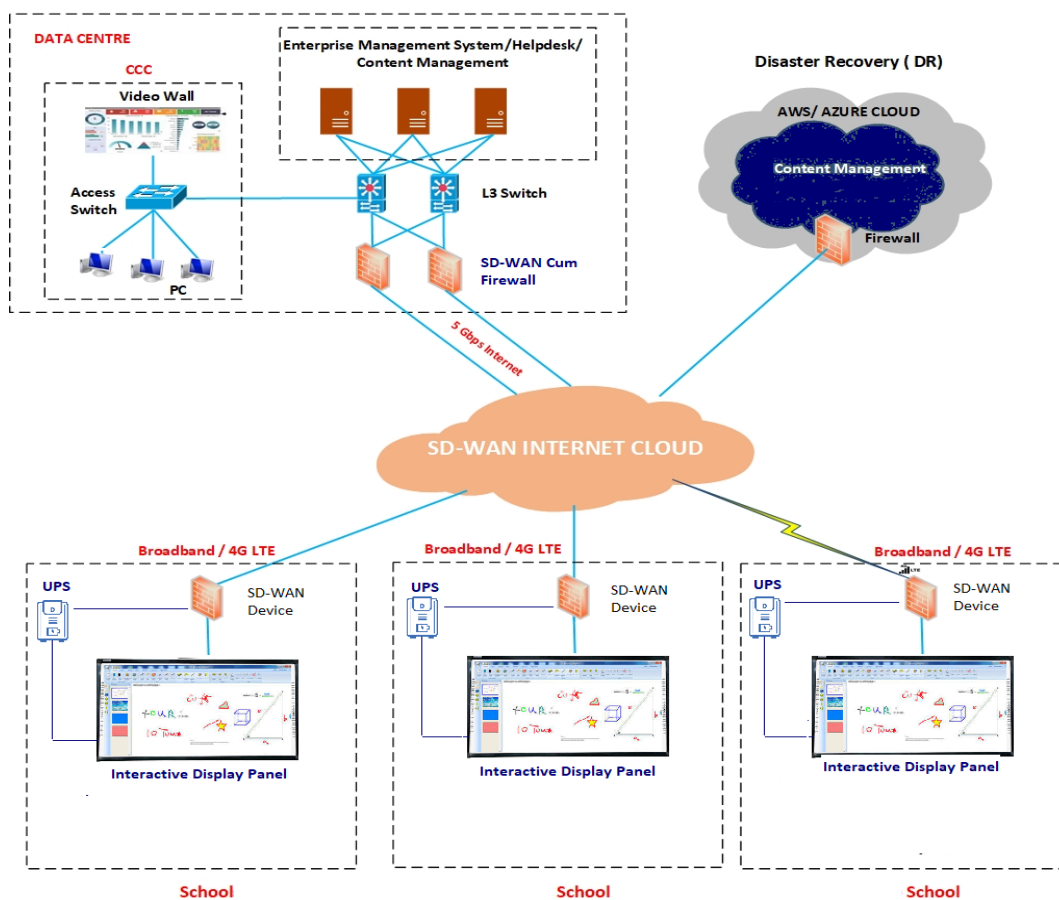 DATA CENTRE
CCC
Video Wall
Access
Switch
PC
Enterprise Management System/Helpdesk/
Content Management
L3 Switch
SD-WAN Cum
Firewall
5 Gbps Internet
Disaster Recovery ( DR)
AWS/ AZURE CLOUD
Content Management
Firewall
SD-WAN INTERNET CLOUD
Broadband / 4G LTE
UPS
D
SD-WAN
Device
Interactive Display Panel
School
Broadband / 4G LTE
UPS
D
SD-WAN
Device
Interactive Display Panel
School
Broadband / 4G LTE
LTE
UPS
D
SD-WAN
Device
Interactive Display Panel
School